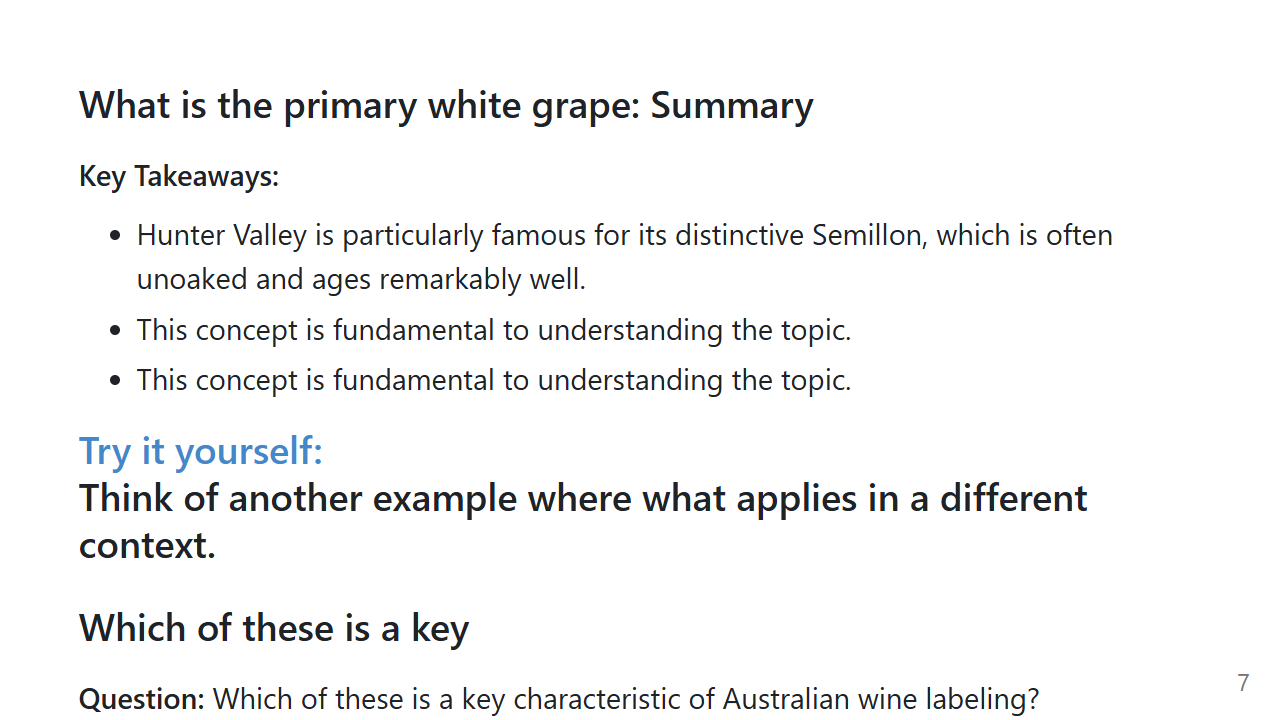 What is the primary white grape: Summary
Key Takeaways:
Hunter Valley is particularly famous for its distinctive Semillon, which is often
unoaked and ages remarkably well.
This concept is fundamental to understanding the topic.
This concept is fundamental to understanding the topic.
Try it yourself:
Think of another example where what applies in a different
context.
Which of these is a key
Question: Which of these is a key characteristic of Australian wine labeling?
7